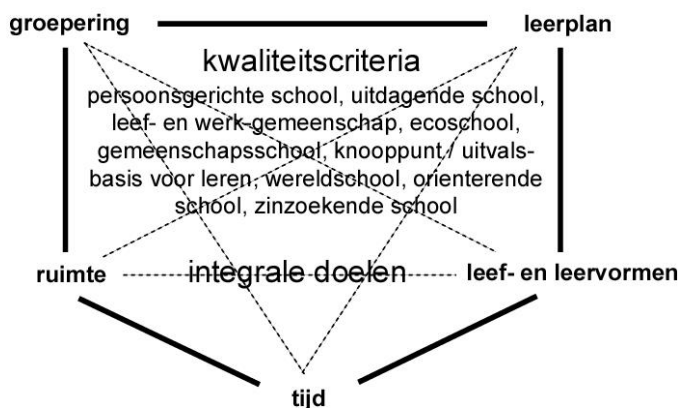 groepering
leerplan
kwaliteitscriteria
persoonsgerichte school, uitdagende school,
leef- en werk-gemeenschap, ecoschool,
gemeenschapsschool, knooppunt / uitvals-
basis voor leren, wereldschool, orienterende
school, zinzoekende school
ruimte
integrale doelen
leef- en leervormen
tijd